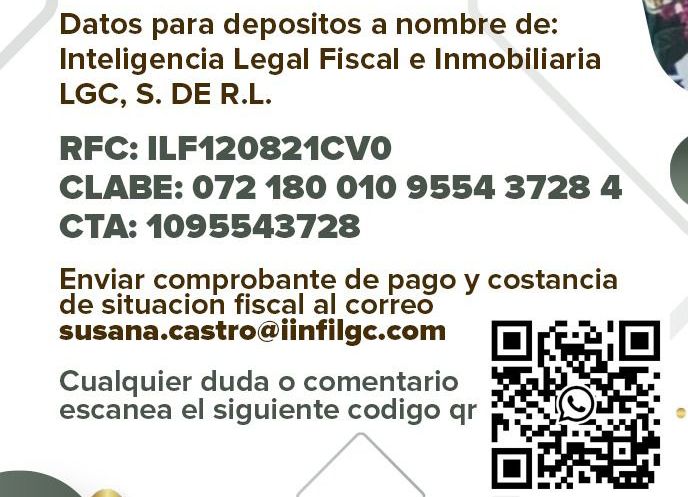 Datos para depositos a nombre de:
Inteligencia Legal Fiscal e Inmobiliaria
LGC, S. DE R.L.
RFC: ILF120821CV0
CLABE: 072 180 010 9554 3728 4
CTA: 1095543728
Enviar comprobante de pago y costancia
de situacion fiscal al correo
susana.castro@iinfilgc.com
Cualquier duda o comentario
escanea el siguiente codigo qr